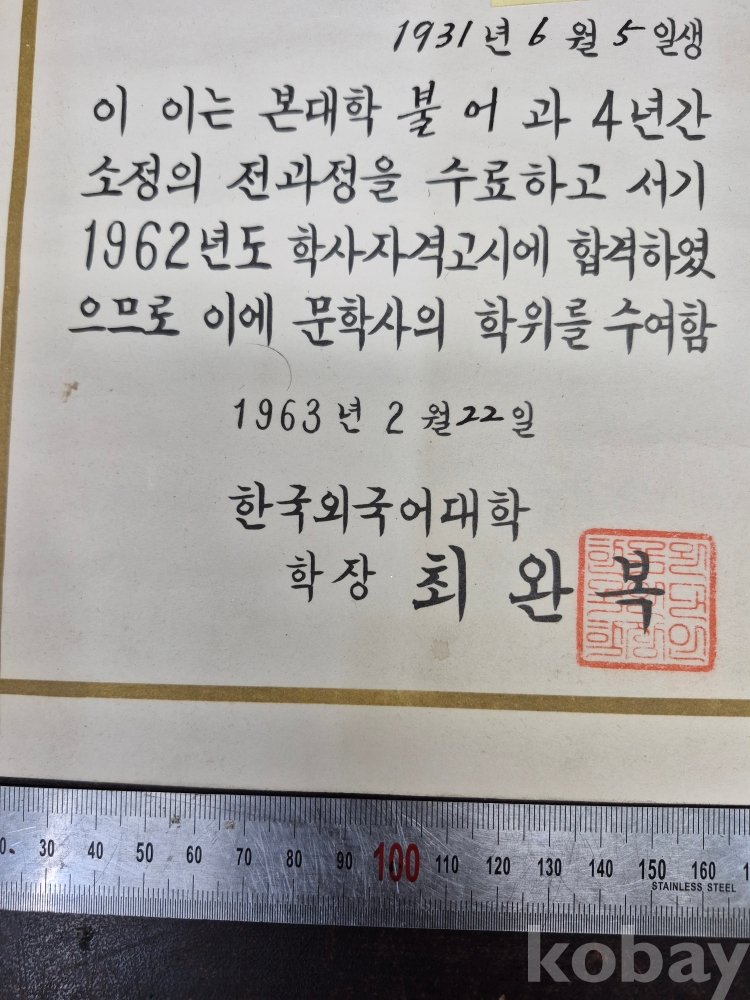 1931년 6월 5일생
이 이는 본대학 불어과 4년간
소정의 전과정을 수료하고 서기
1962년도 학사자격고시에 합격하였
으므로 이에 문학사의 학위를 수여함
1963년 2월 22일
한국외국어대학
학장 최완복
30 40 50 60 70 80 90 100 110 120 130 140 150 160
STAINLESS STEEL
kobay